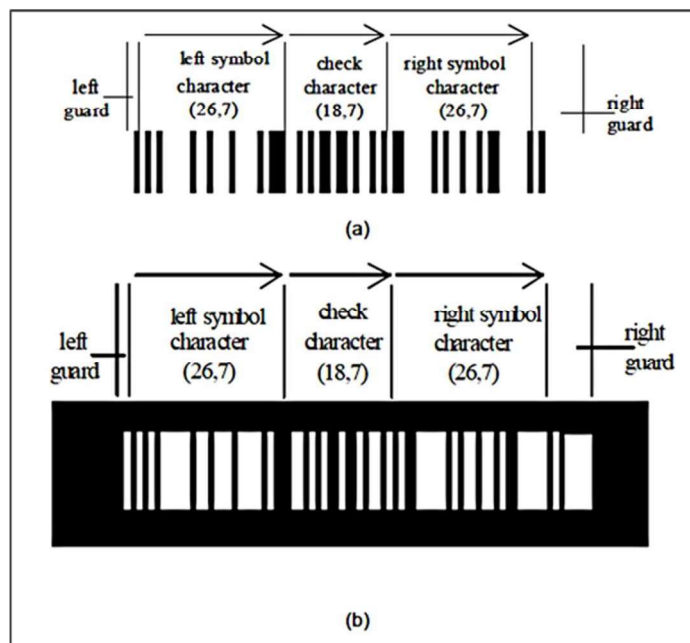 left symbol
character
(26,7)
check
character
(18,7)
right symbol
character
(26,7)
left
guard
right
guard
(a)
left symbol
character
(26,7)
check
character
(18,7)
right symbol
character
(26,7)
left
guard
right
guard
(b)